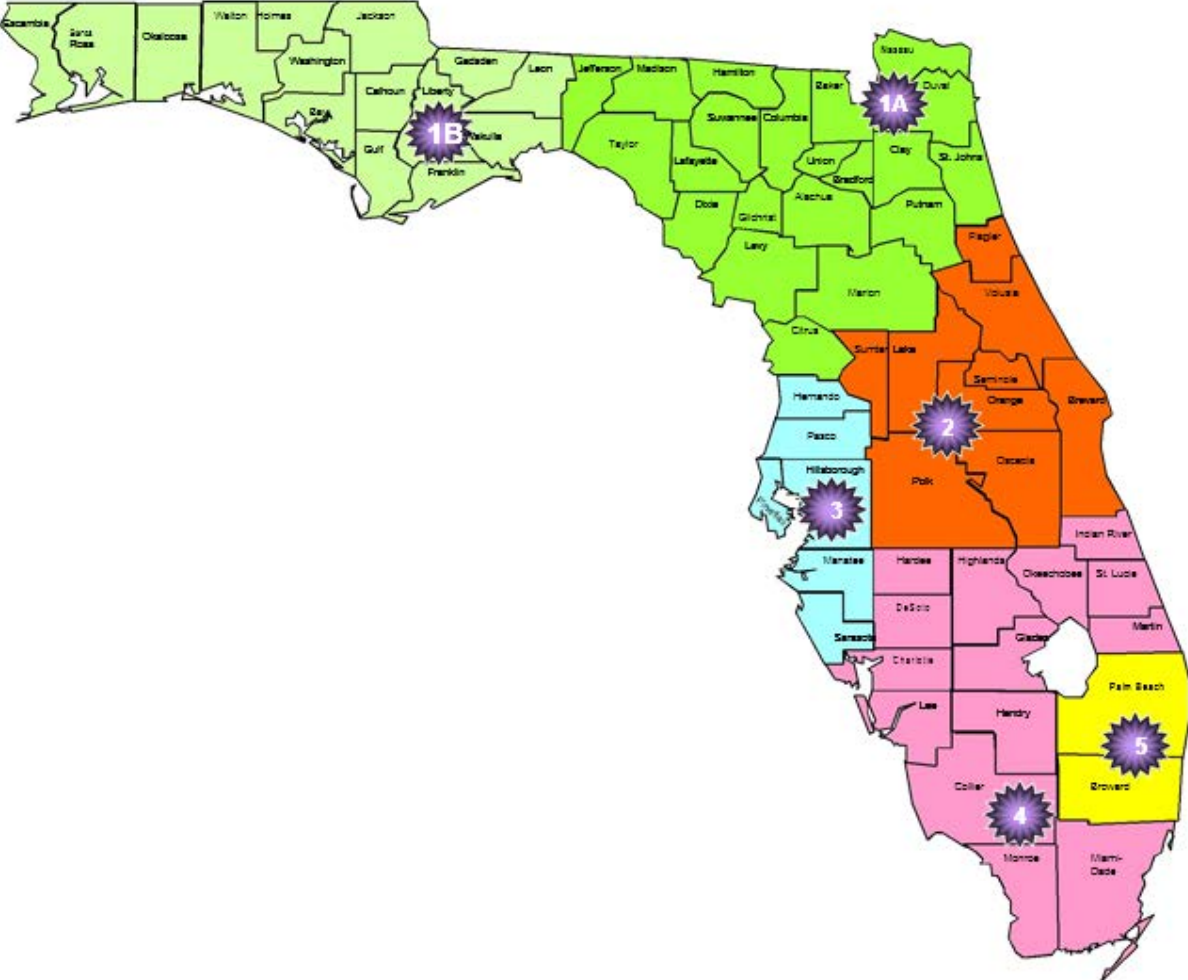 Escambia
Santa
Rosa
Okaloosa
Walton
Holmes
Jackson
Washington
Bay
Calhoun
Gulf
Liberty
Gadsden
Leon
1B
Wakulla
Franklin
Jefferson
Madison
Hamilton
Taylor
Suwannee
Columbia
Lafayette
Dixie
Gilchrist
Baker
Union
Bradford
Alachua
Nassau
Duval
1A
Clay
St. Johns
Putnam
Levy
Marion
Citrus
Flagler
Volusia
Sumter
Lake
Seminole
Orange
Brevard
2
Osceola
Polk
Hernando
Pasco
Hillsborough
Pinellas
3
Manatee
Sarasota
Hardee
Highlands
Okeechobee
Indian River
St. Lucie
DeSoto
Martin
Glades
Charlotte
Lee
Hendry
Palm Beach
5
Broward
Collier
4
Monroe
Miami-
Dade